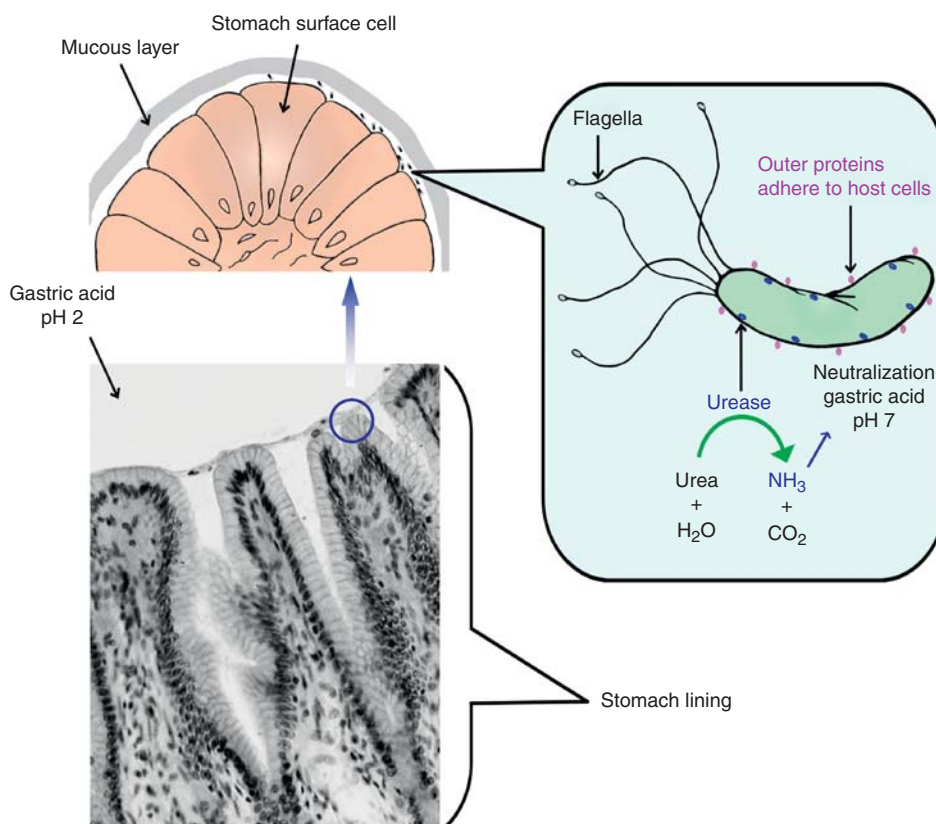 Stomach surface cell
Mucous layer
Gastric acid
pH 2
Flagella
Outer proteins
adhere to host cells
Urease
Neutralization
gastric acid
pH 7
Urea
+
H₂O
NH₃
+
CO₂
Stomach lining